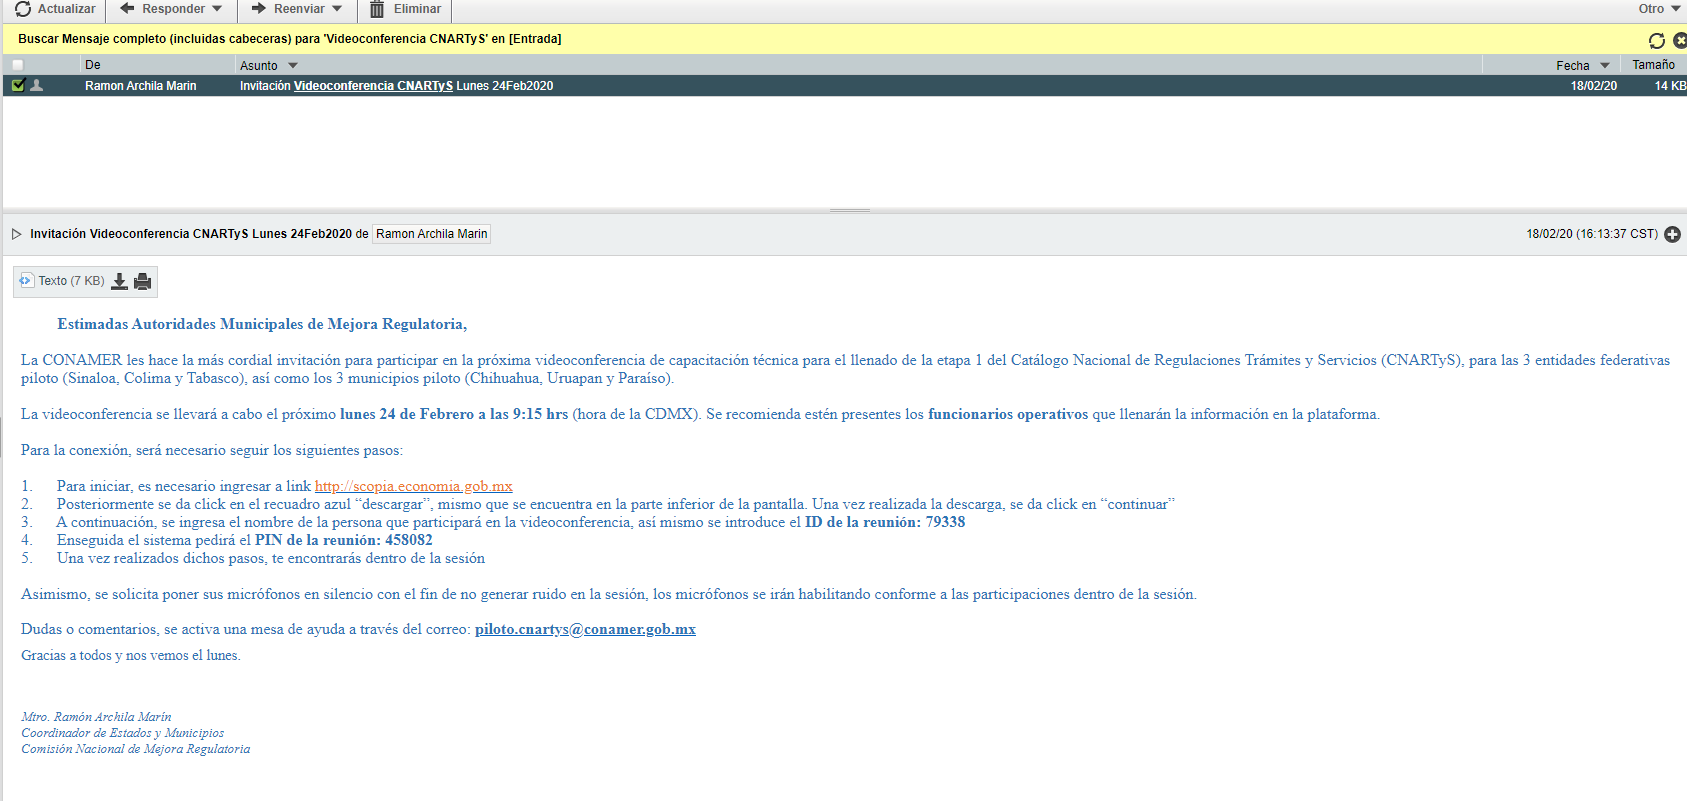 Actualizar Responder Reenviar Eliminar Otro
Buscar Mensaje completo (incluidas cabeceras) para 'Videoconferencia CNARTyS' en [Entrada]
De Asunto Fecha Tamaño
Ramon Archila Marin Invitación Videoconferencia CNARTyS Lunes 24Feb2020 18/02/20 14 KB
Invitación Videoconferencia CNARTyS Lunes 24Feb2020 de Ramon Archila Marin 18/02/20 (16:13:37 CST)
Texto (7 KB)
Estimadas Autoridades Municipales de Mejora Regulatoria,
La CONAMER les hace la más cordial invitación para participar en la próxima videoconferencia de capacitación técnica para el llenado de la etapa 1 del Catálogo Nacional de Regulaciones Trámites y Servicios (CNARTyS), para las 3 entidades federativas
piloto (Sinaloa, Colima y Tabasco), así como los 3 municipios piloto (Chihuahua, Uruapan y Paraíso).
La videoconferencia se llevará a cabo el próximo lunes 24 de Febrero a las 9:15 hrs (hora de la CDMX). Se recomienda estén presentes los funcionarios operativos que llenarán la información en la plataforma.
Para la conexión, será necesario seguir los siguientes pasos:
1. Para iniciar, es necesario ingresar a link http://scopia.economia.gob.mx
2. Posteriormente se da click en el recuadro azul “descargar”, mismo que se encuentra en la parte inferior de la pantalla. Una vez realizada la descarga, se da click en “continuar”
3. A continuación, se ingresa el nombre de la persona que participará en la videoconferencia, así mismo se introduce el ID de la reunión: 79338
4. Enseguida el sistema pedirá el PIN de la reunión: 458082
5. Una vez realizados dichos pasos, te encontrarás dentro de la sesión
Asimismo, se solicita poner sus micrófonos en silencio con el fin de no generar ruido en la sesión, los micrófonos se irán habilitando conforme a las participaciones dentro de la sesión.
Dudas o comentarios, se activa una mesa de ayuda a través del correo: piloto.cnartys@conamer.gob.mx
Gracias a todos y nos vemos el lunes.
Mtro. Ramón Archila Marín
Coordinador de Estados y Municipios
Comisión Nacional de Mejora Regulatoria